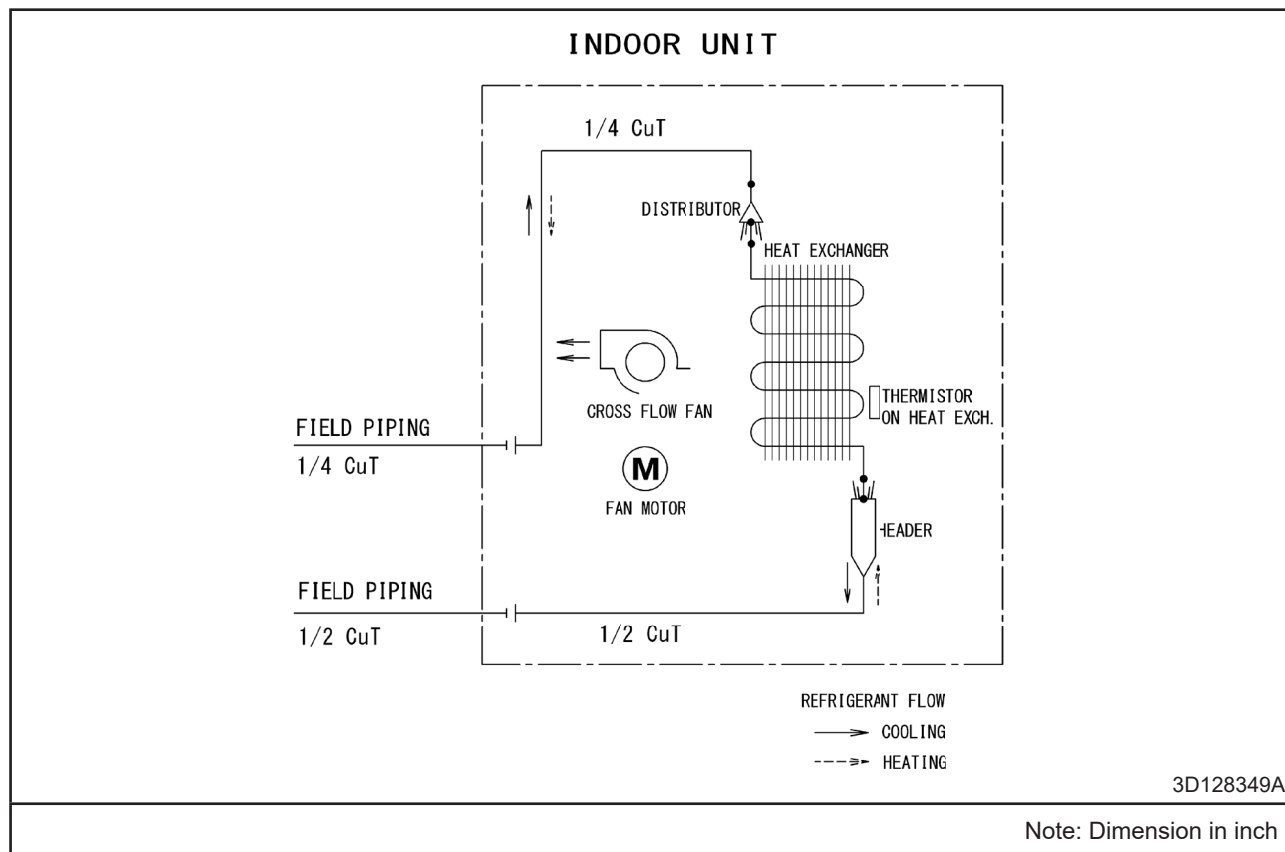 INDOOR UNIT
1/4 CuT
DISTRIBUTOR
HEAT EXCHANGER
CROSS FLOW FAN
THERMISTOR
ON HEAT EXCH.
FIELD PIPING
1/4 CuT
M
FAN MOTOR
HEADER
FIELD PIPING
1/2 CuT
1/2 CuT
REFRIGERANT FLOW
COOLING
HEATING
3D128349A
Note: Dimension in inch